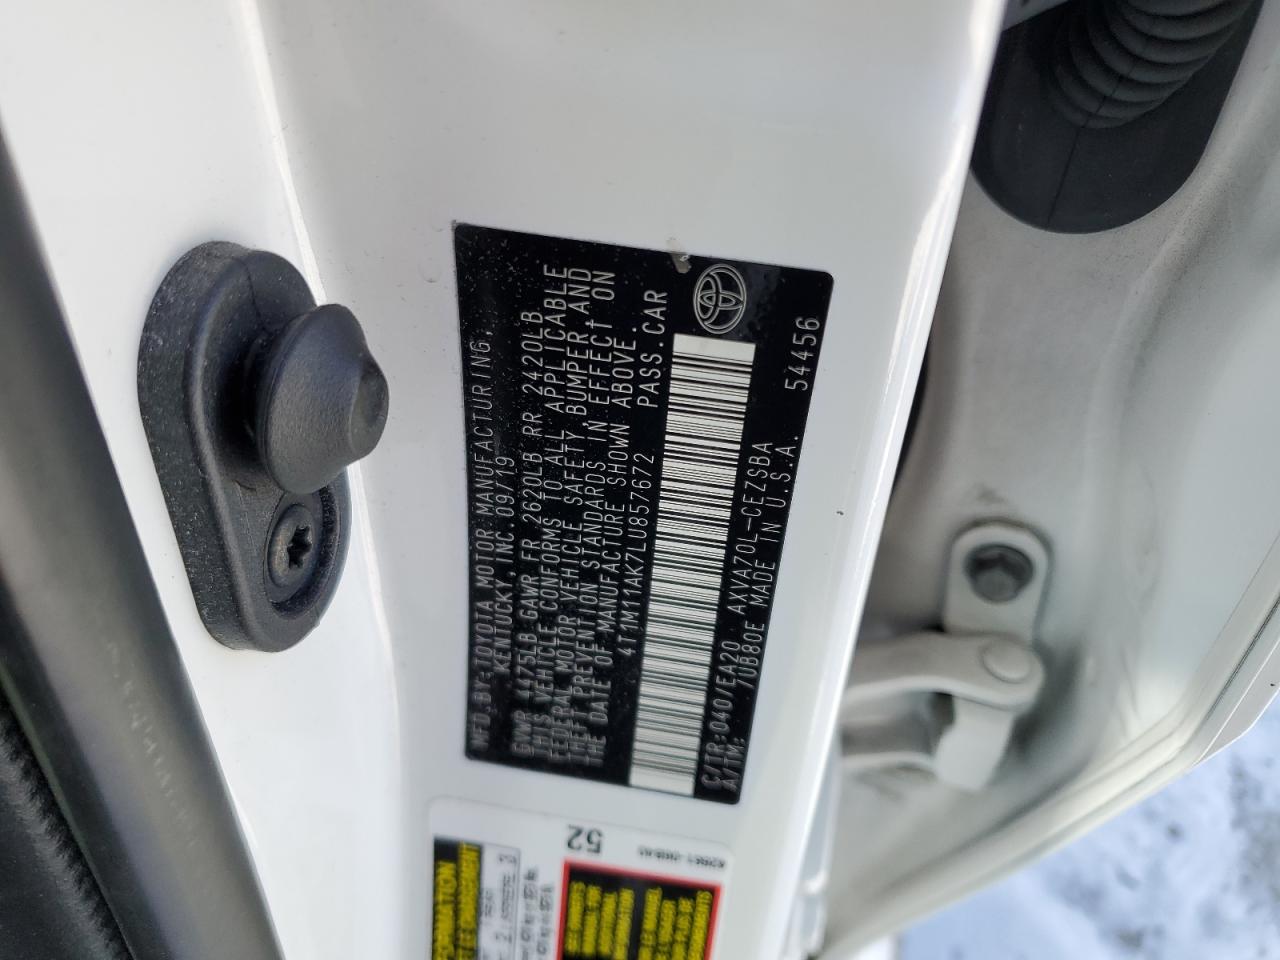 MFD.BY:TOYOTA MOTOR MANUFACTURING,
KENTUCKY, INC. 09/19
GVWR 4475LB GAWR FR 2620LB RR 2420LB
THIS VEHICLE CONFORMS TO ALL APPLICABLE
FEDERAL MOTOR VEHICLE SAFETY, BUMPER, AND
THEFT PREVENTION STANDARDS IN EFFECT ON
THE DATE OF MANUFACTURE SHOWN ABOVE.
4T1M11AK7LU857672 PASS.CAR
C/TR:040/EA20 AXVA70L-CEZSBA 54456
A/TM: /UB80E MADE IN U.S.A.
52